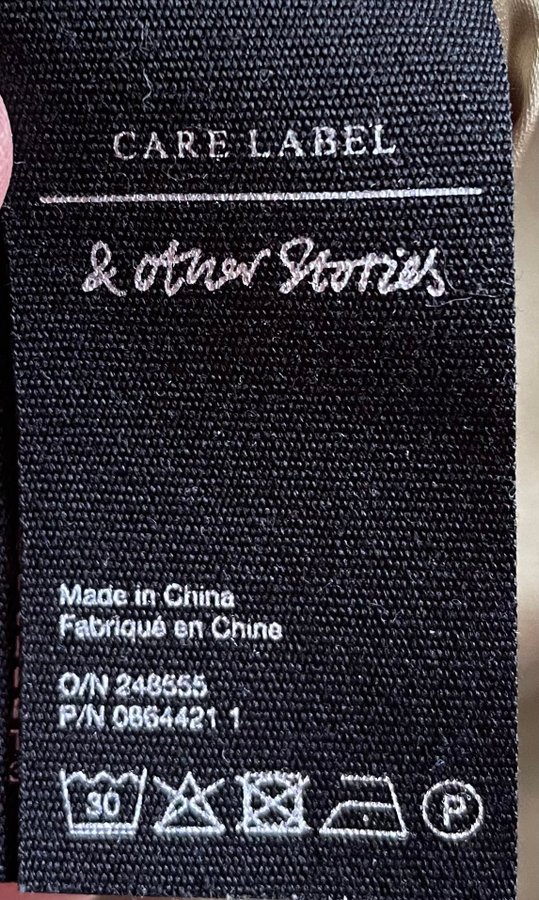 CARE LABEL
& other Stories
Made in China
Fabriqué en Chine
O/N 248555
P/N 0864421 1
30 P